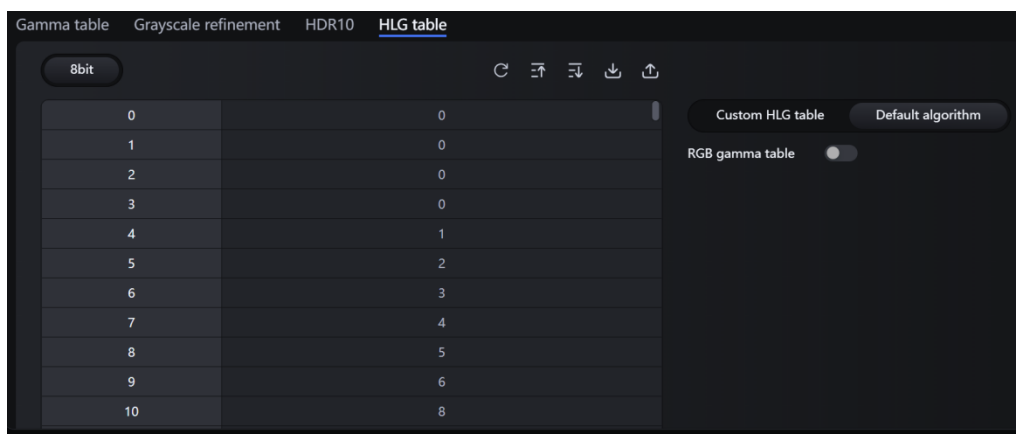 Gamma table Grayscale refinement HDR10 HLG table
8bit
0 0
1 0
2 0
3 0
4 1
5 2
6 3
7 4
8 5
9 6
10 8
Custom HLG table Default algorithm
RGB gamma table